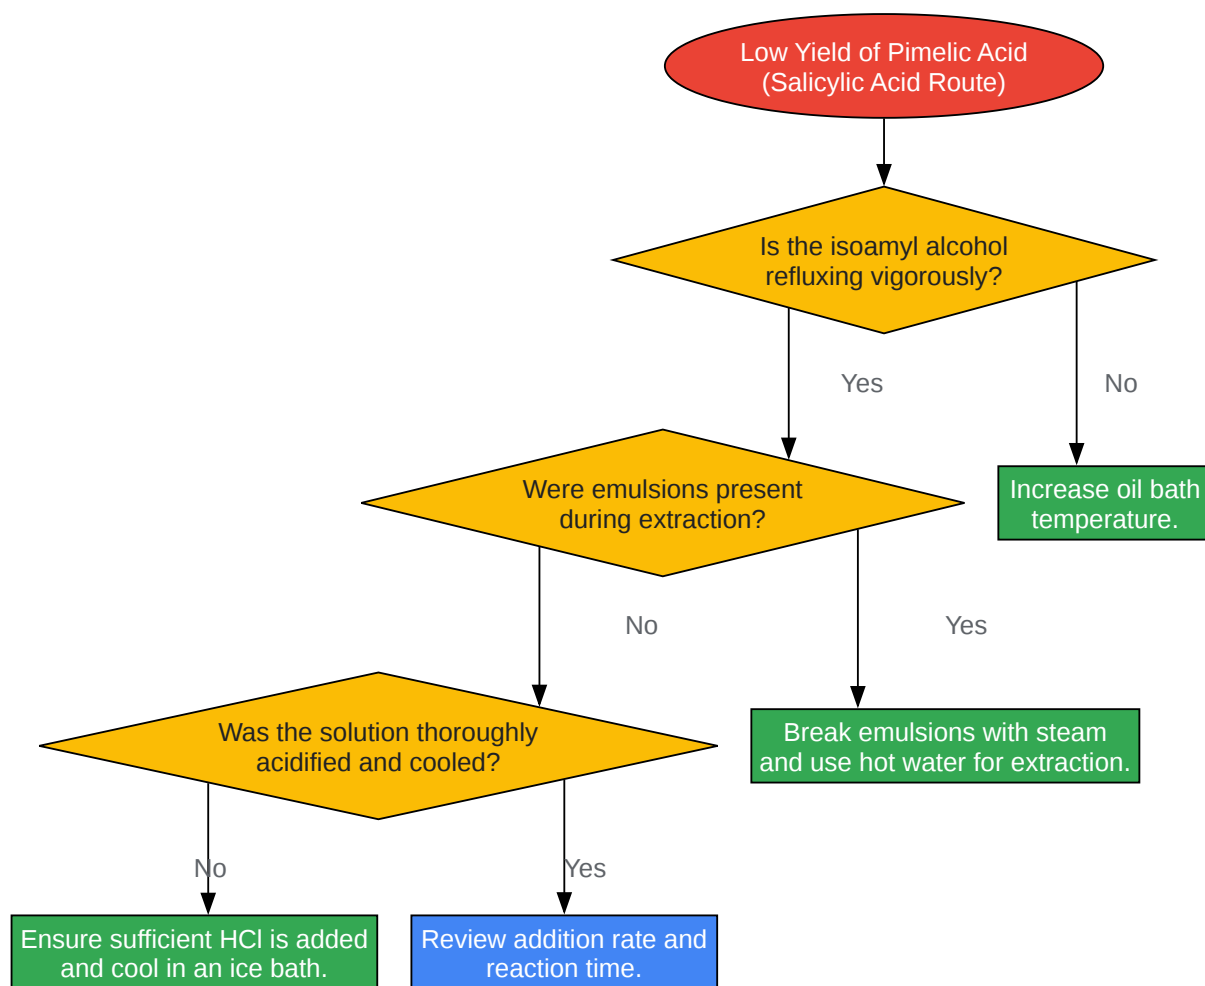 Low Yield of Pimelic Acid
(Salicylic Acid Route)
Is the isoamyl alcohol
refluxing vigorously?
Yes
No
Were emulsions present
during extraction?
Increase oil bath
temperature.
No
Yes
Was the solution thoroughly
acidified and cooled?
Break emulsions with steam
and use hot water for extraction.
No
Yes
Ensure sufficient HCl is added
and cool in an ice bath.
Review addition rate and
reaction time.